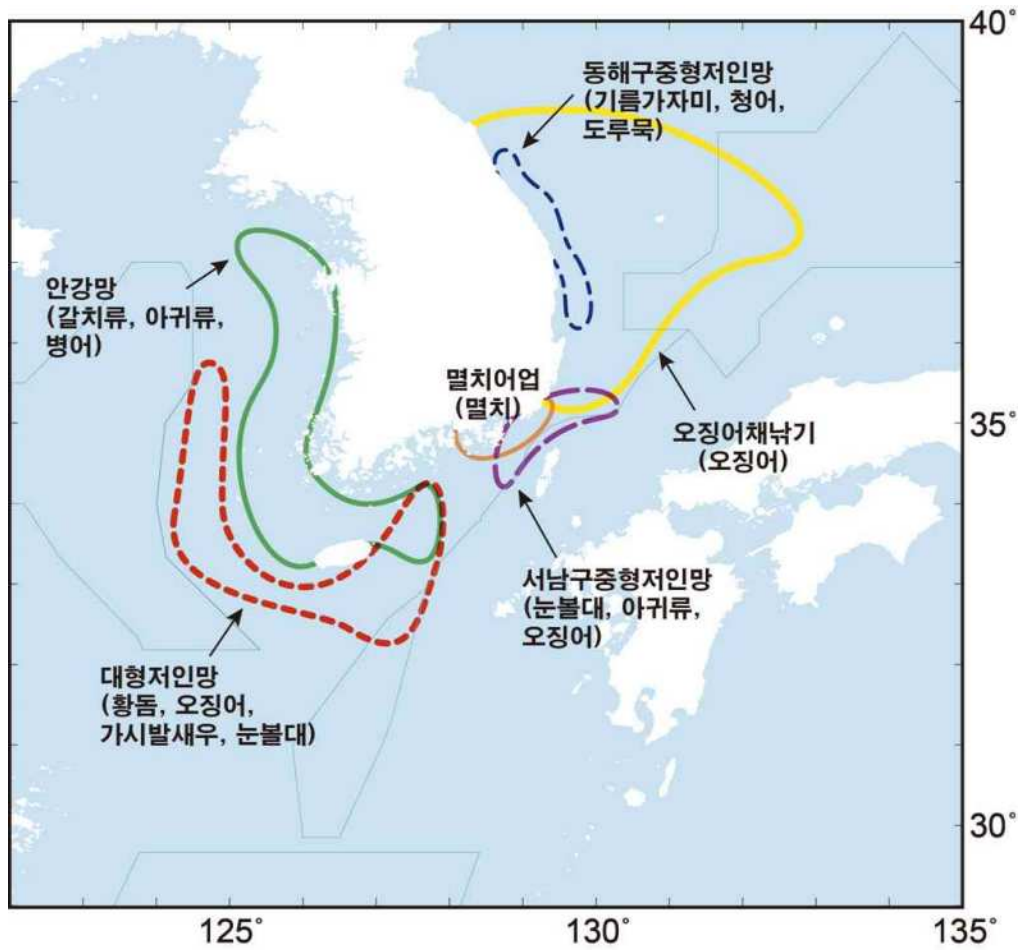 40°
동해구중형저인망
(기름가자미, 청어,
도루묵)
안강망
(갈치류, 아귀류,
병어)
멸치어업
(멸치)
35°
오징어채낚기
(오징어)
서남구중형저인망
(눈볼대, 아귀류,
오징어)
대형저인망
(황돔, 오징어,
가시발새우, 눈볼대)
30°
125°
130°
135°